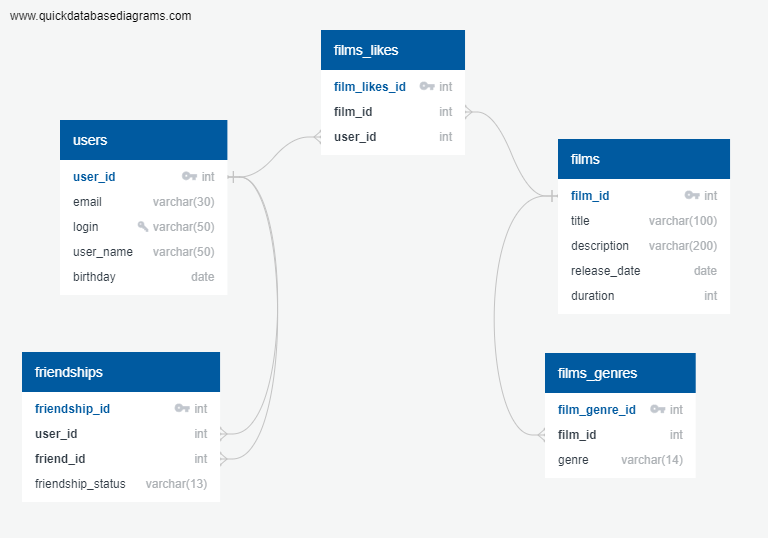 www.quickdatabasediagrams.com
films_likes
film_likes_id int
film_id int
user_id int
users
user_id int
email varchar(30)
login varchar(50)
user_name varchar(50)
birthday date
films
film_id int
title varchar(100)
description varchar(200)
release_date date
duration int
friendships
friendship_id int
user_id int
friend_id int
friendship_status varchar(13)
films_genres
film_genre_id int
film_id int
genre varchar(14)